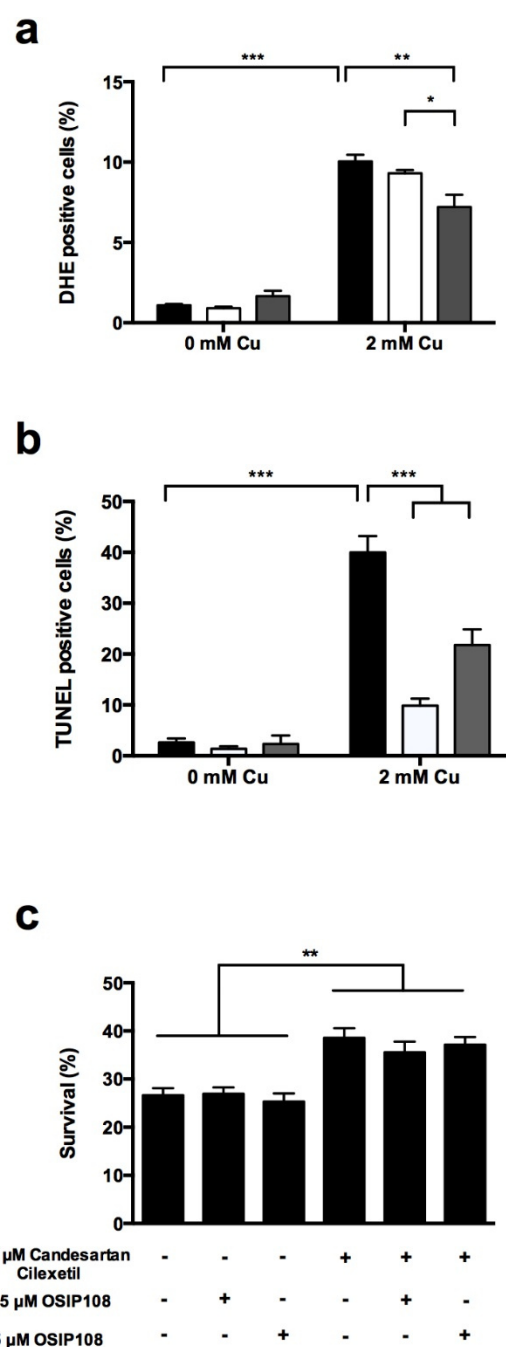 a
*** **
*
15
10
5
0
DHE positive cells (%)
0 mM Cu 2 mM Cu
b
*** ***
50
40
30
20
10
0
TUNEL positive cells (%)
0 mM Cu 2 mM Cu
c
**
50
40
30
20
10
0
Survival (%)
µM Candesartan - - - + + +
Cilexetil
5 µM OSIP108 - + - - + -
µM OSIP108 - - + - - +